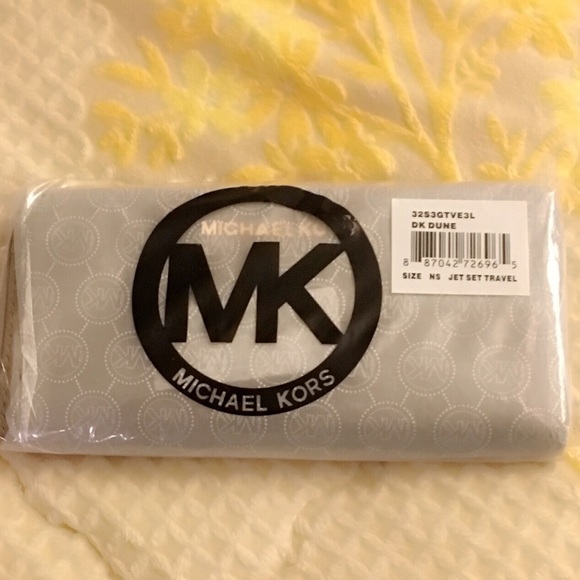 MICHAEL KORS
MK
MICHAEL KORS
32S3GTVE3L
DK DUNE
8 87042 72696 5
SIZE NS JET SET TRAVEL